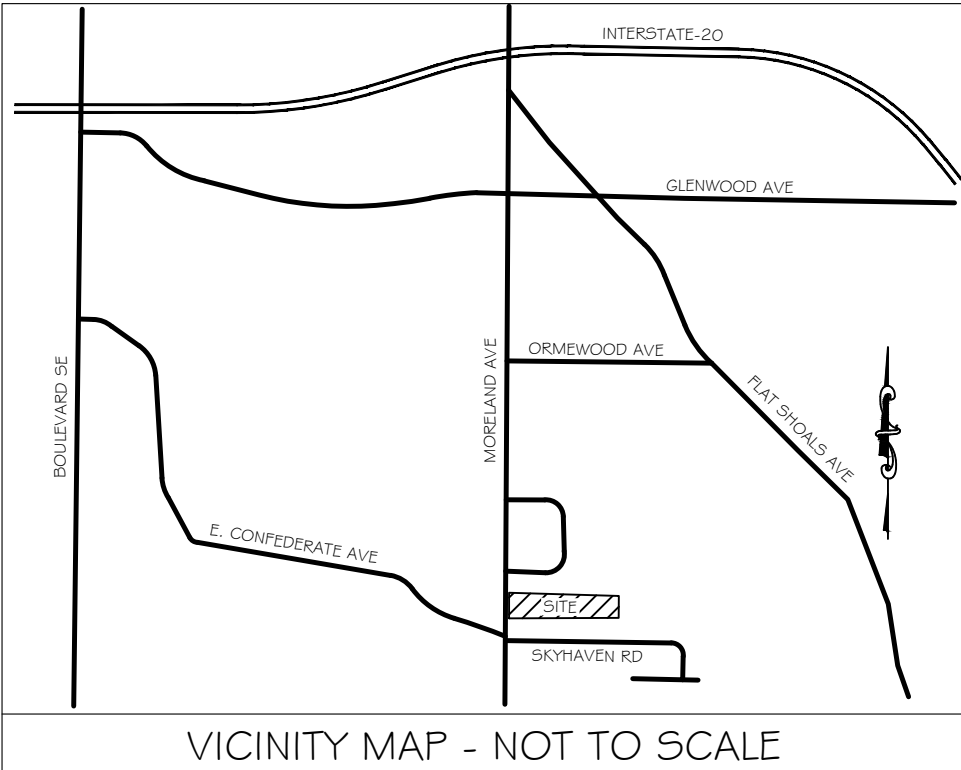 INTERSTATE-20
GLENWOOD AVE
ORMEWOOD AVE
BOULEVARD SE
MORELAND AVE
FLAT SHOALS AVE
E. CONFEDERATE AVE
SITE
SKYHAVEN RD
VICINITY MAP - NOT TO SCALE